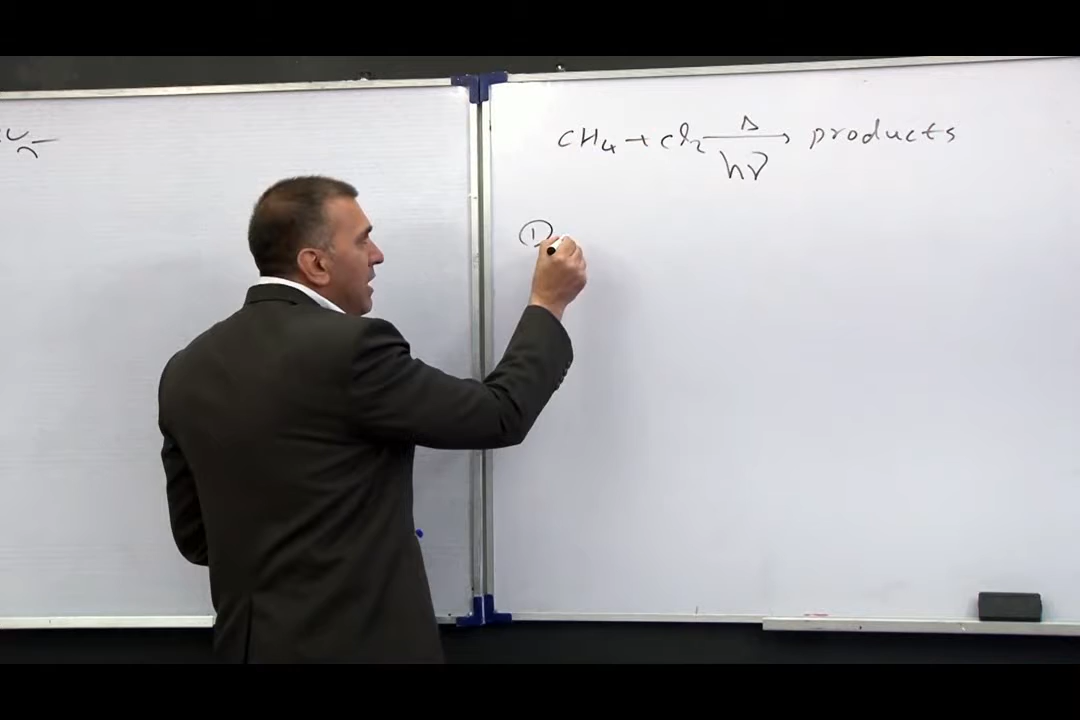 CH₄ + Cl₂ —Δ/hν→ products
①